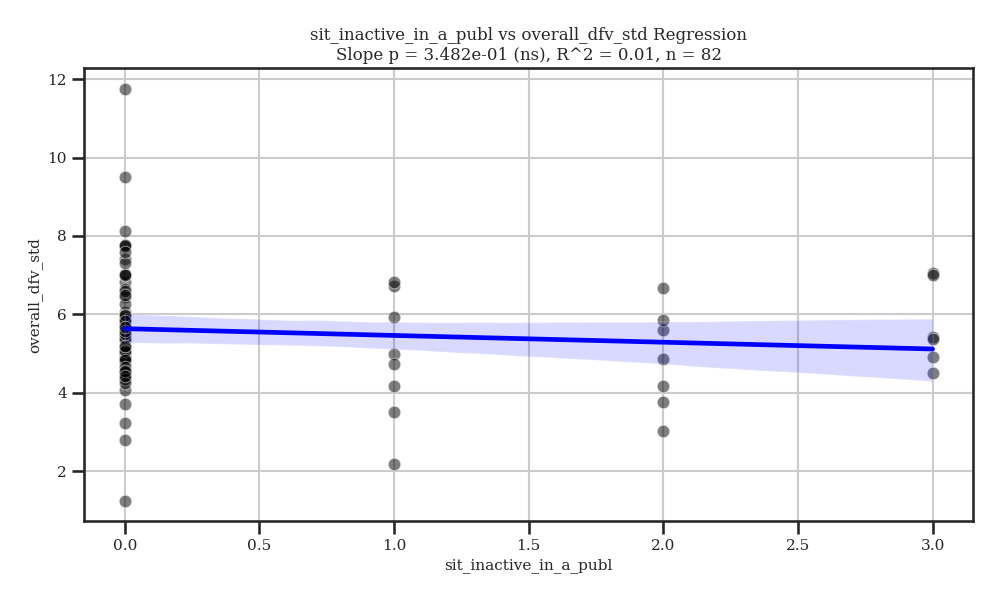 sit_inactive_in_a_publ vs overall_dfv_std Regression
Slope p = 3.482e-01 (ns), R^2 = 0.01, n = 82
12
10
8
6
4
2
overall_dfv_std
0.0 0.5 1.0 1.5 2.0 2.5 3.0
sit_inactive_in_a_publ